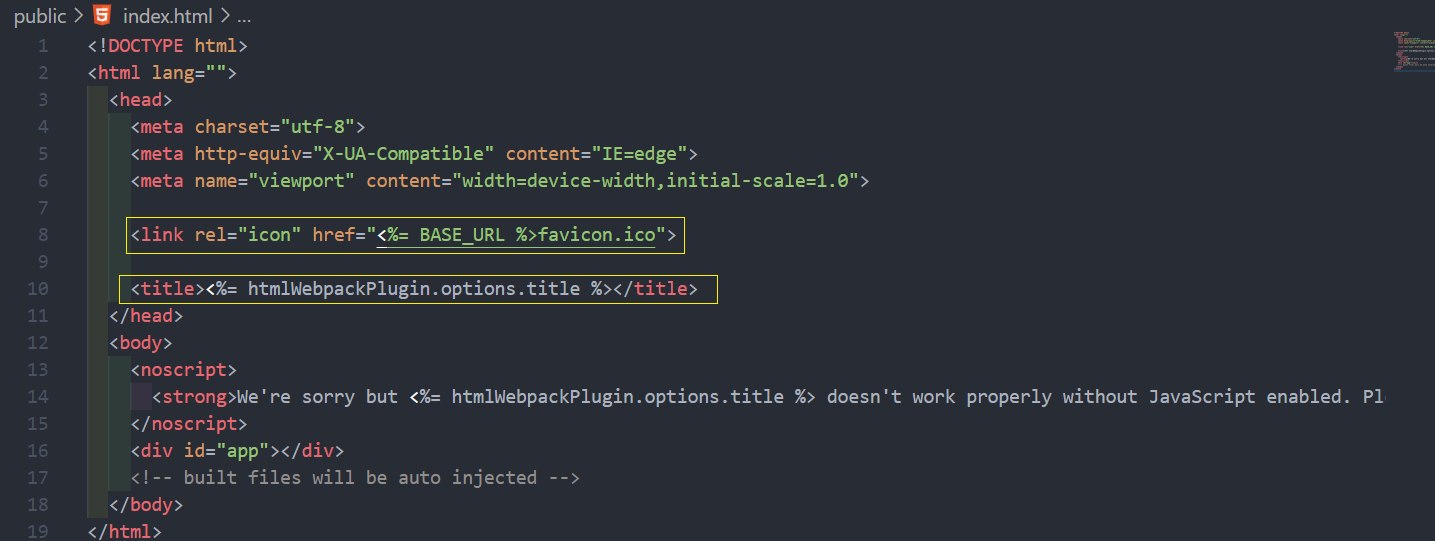 public > index.html > ...
1 <!DOCTYPE html>
2 <html lang="">
3 <head>
4 <meta charset="utf-8">
5 <meta http-equiv="X-UA-Compatible" content="IE=edge">
6 <meta name="viewport" content="width=device-width,initial-scale=1.0">
7
8 <link rel="icon" href="<%= BASE_URL %>favicon.ico">
9
10 <title><%= htmlWebpackPlugin.options.title %></title>
11 </head>
12 <body>
13 <noscript>
14 <strong>We're sorry but <%= htmlWebpackPlugin.options.title %> doesn't work properly without JavaScript enabled. Pl
15 </noscript>
16 <div id="app"></div>
17 <!-- built files will be auto injected -->
18 </body>
19 </html>